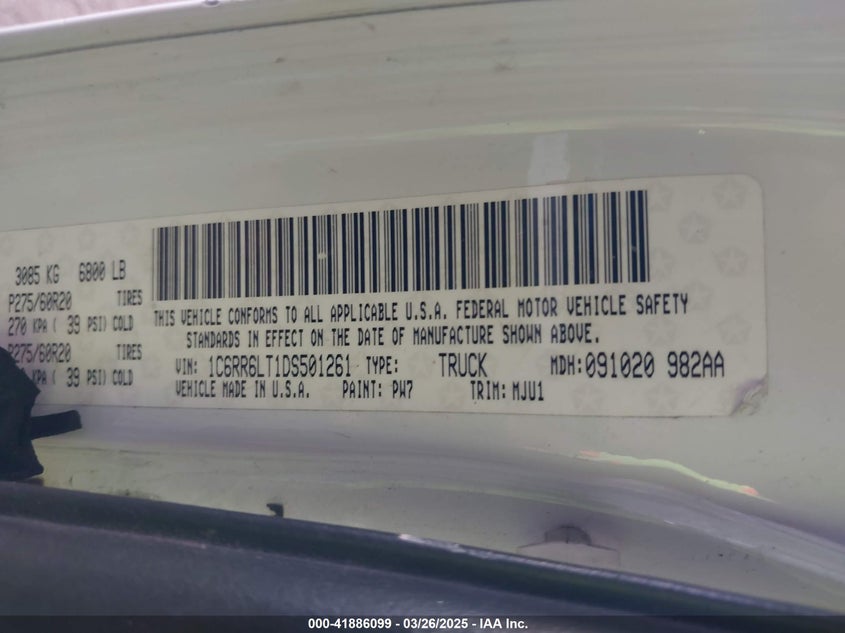 3085 KG 6800 LB
P275/60R20 TIRES
270 KPA ( 39 PSI) COLD
P275/60R20 TIRES
KPA ( 39 PSI) COLD
THIS VEHICLE CONFORMS TO ALL APPLICABLE U.S.A. FEDERAL MOTOR VEHICLE SAFETY
STANDARDS IN EFFECT ON THE DATE OF MANUFACTURE SHOWN ABOVE.
VIN: 1C6RR6LT1DS501261 TYPE: TRUCK MDH: 091020 982AA
VEHICLE MADE IN U.S.A. PAINT: PW7 TRIM: MJU1
000-41886099 - 03/26/2025 - IAA Inc.